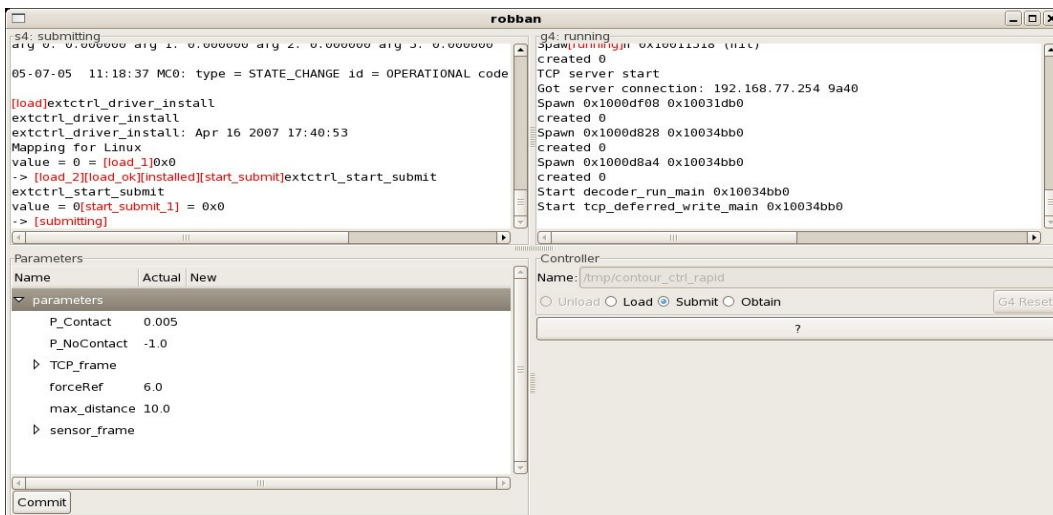 robban
s4: submitting
arg 0: 0.000000 arg 1: 0.000000 arg 2: 0.000000 arg 3: 0.000000
05-07-05 11:18:37 MC0: type = STATE_CHANGE id = OPERATIONAL code
[load]extctrl_driver_install
extctrl_driver_install
extctrl_driver_install: Apr 16 2007 17:40:53
Mapping for Linux
value = 0 = [load_1]0x0
-> [load_2][load_ok][installed][start_submit]extctrl_start_submit
extctrl_start_submit
value = 0[start_submit_1] = 0x0
-> [submitting]
g4: running
Spaw[running]n 0x10011518 (nil)
created 0
TCP server start
Got server connection: 192.168.77.254 9a40
Spawn 0x1000df08 0x10031db0
created 0
Spawn 0x1000d828 0x10034bb0
created 0
Spawn 0x1000d8a4 0x10034bb0
created 0
Start decoder_run_main 0x10034bb0
Start tcp_deferred_write_main 0x10034bb0
Parameters
Name Actual New
parameters
P_Contact 0.005
P_NoContact -1.0
TCP_frame
forceRef 6.0
max_distance 10.0
sensor_frame
Commit
Controller
Name: /tmp/contour_ctrl_rapid
Unload Load Submit Obtain G4 Reset
?